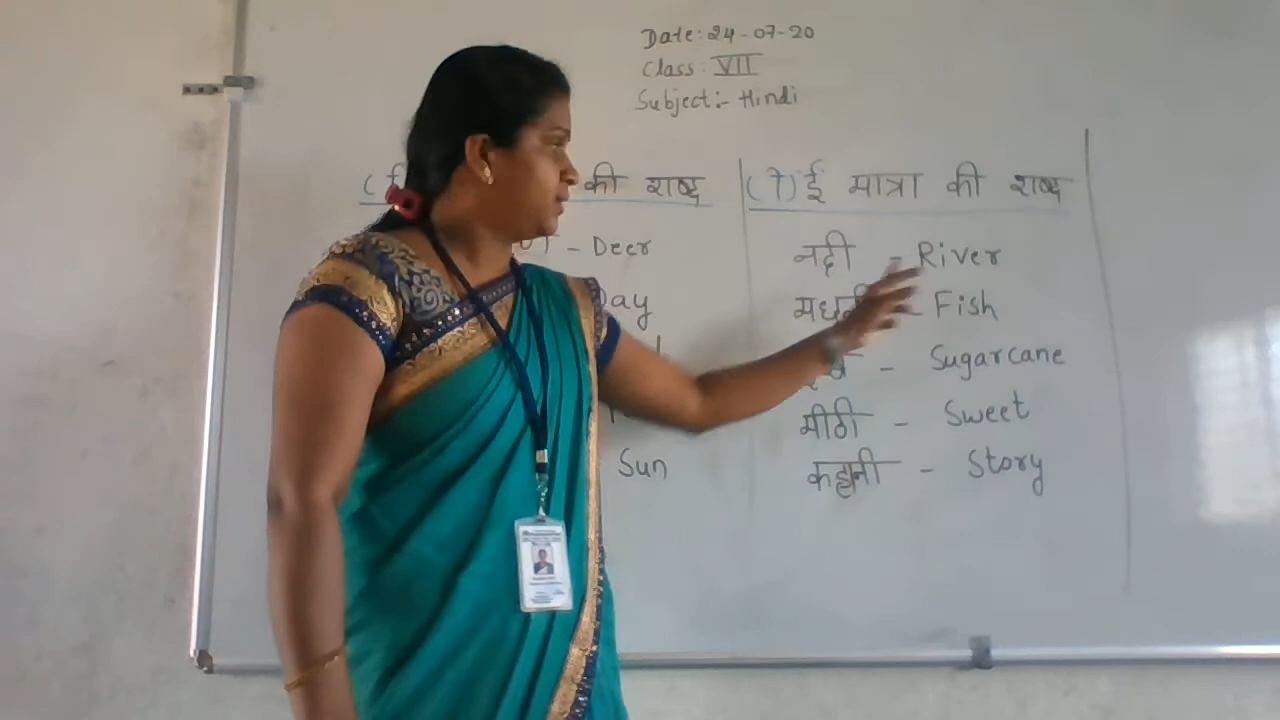 Date: 24-07-20
Class: VII
Subject:- Hindi
की शब्द
(ी) ई मात्रा की शब्द
- Deer
Day
Sun
नदी - River
- Fish
- Sugarcane
मीठी - Sweet
कहानी - Story